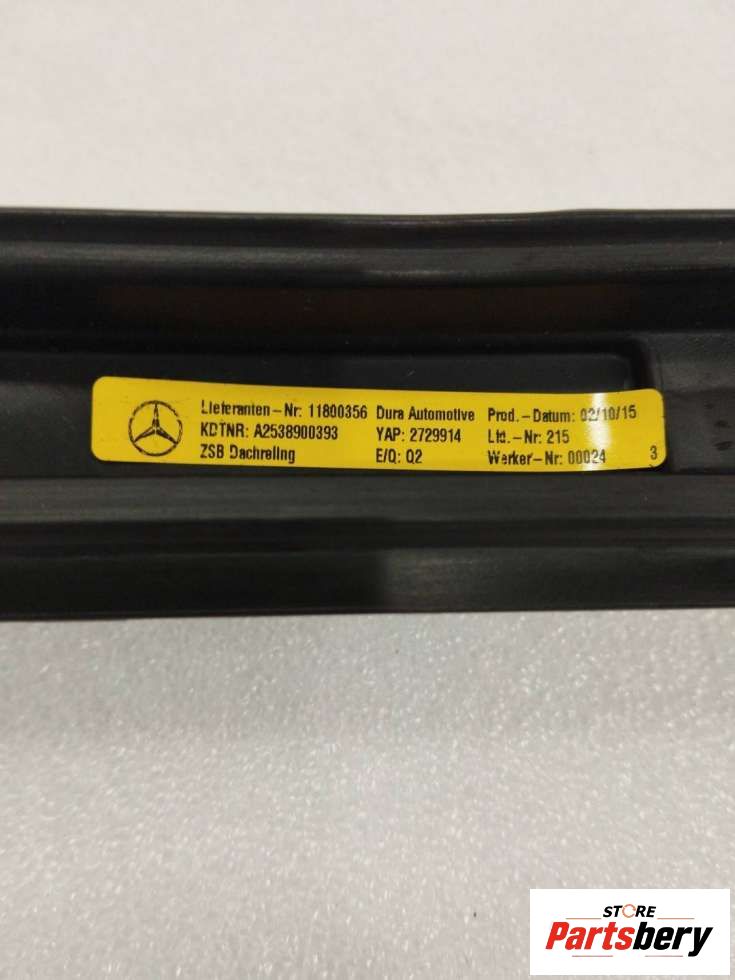 Lieferanten-Nr: 11800356 Dura Automotive Prod.-Datum: 02/10/15
KDTNR: A2538900393 YAP: 2729914 Lfd.-Nr: 215
ZSB Dachreling E/Q: Q2 Werker-Nr: 00024 3
STORE
Partsbery